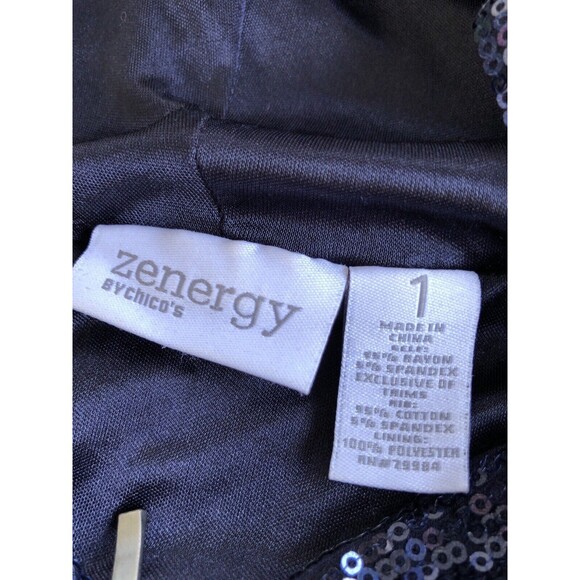 zenergy
BY CHICO'S
1
MADE IN
CHINA
SELF:
95% RAYON
5% SPANDEX
EXCLUSIVE OF
TRIMS
RIB:
95% COTTON
5% SPANDEX
LINING:
100% POLYESTER
RN#79984